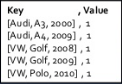 Key , Value
[Audi, A3, 2000] , 1
[Audi, A4, 2009] , 1
[VW, Golf, 2008] , 1
[VW, Golf, 2009] , 1
[VW, Polo, 2010] , 1